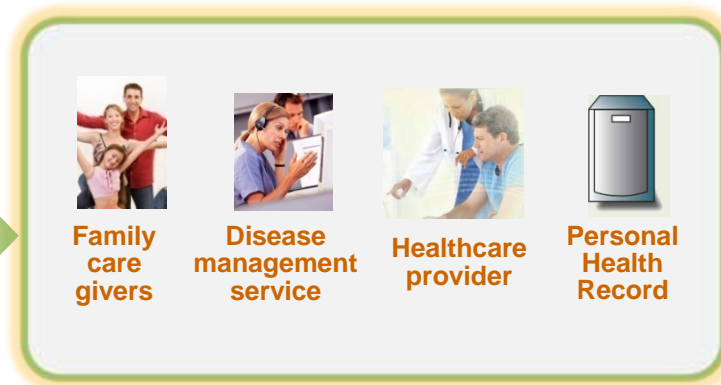 Family
care
givers
Disease
management
service
Healthcare
provider
Personal
Health
Record